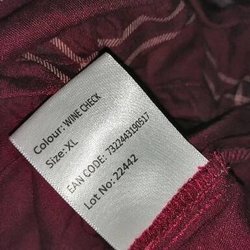 Colour: WINE CHECK
Size: XL
EAN CODE: 7322443190517
Lot No: 22442